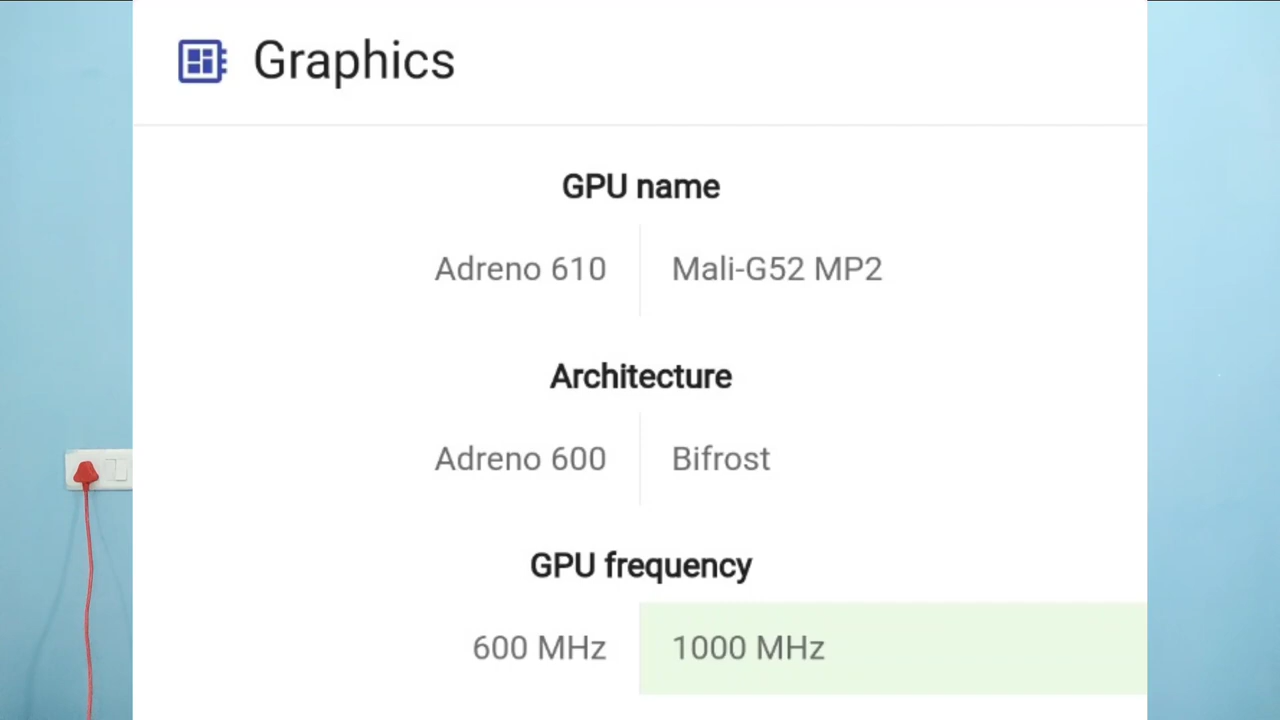 Graphics
GPU name
Adreno 610
Mali-G52 MP2
Architecture
Adreno 600
Bifrost
GPU frequency
600 MHz
1000 MHz